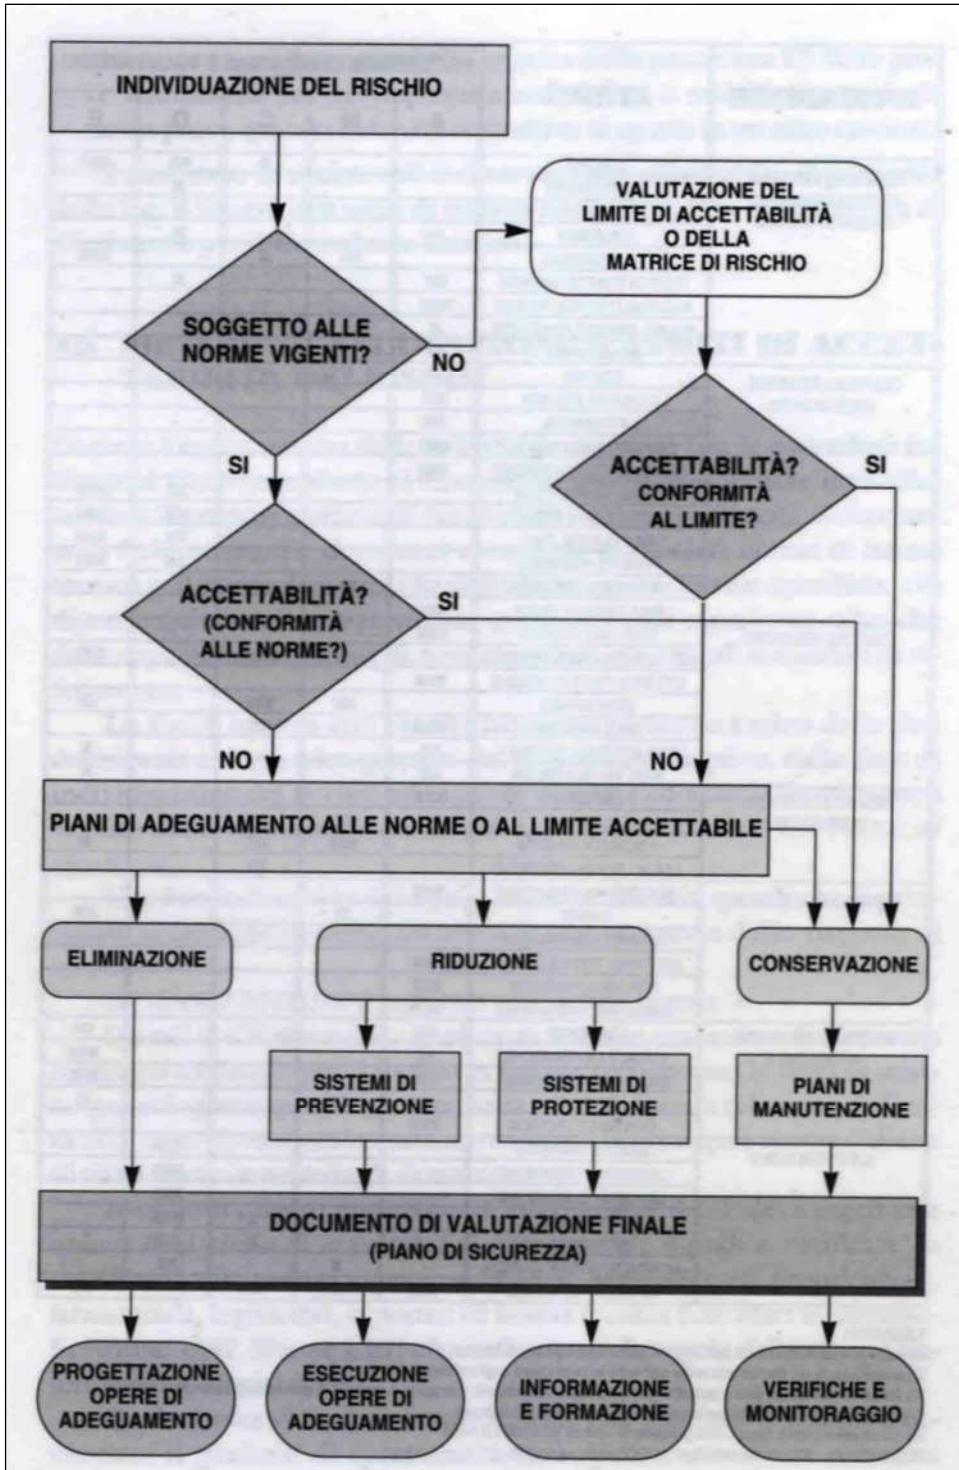 INDIVIDUAZIONE DEL RISCHIO
VALUTAZIONE DEL
LIMITE DI ACCETTABILITÀ
O DELLA
MATRICE DI RISCHIO
SOGGETTO ALLE
NORME VIGENTI?
NO
SI
ACCETTABILITÀ?
CONFORMITÀ
AL LIMITE?
SI
ACCETTABILITÀ?
(CONFORMITÀ
ALLE NORME?)
SI
NO
NO
PIANI DI ADEGUAMENTO ALLE NORME O AL LIMITE ACCETTABILE
ELIMINAZIONE
RIDUZIONE
CONSERVAZIONE
SISTEMI DI
PREVENZIONE
SISTEMI DI
PROTEZIONE
PIANI DI
MANUTENZIONE
DOCUMENTO DI VALUTAZIONE FINALE
(PIANO DI SICUREZZA)
PROGETTAZIONE
OPERE DI
ADEGUAMENTO
ESECUZIONE
OPERE DI
ADEGUAMENTO
INFORMAZIONE
E FORMAZIONE
VERIFICHE E
MONITORAGGIO